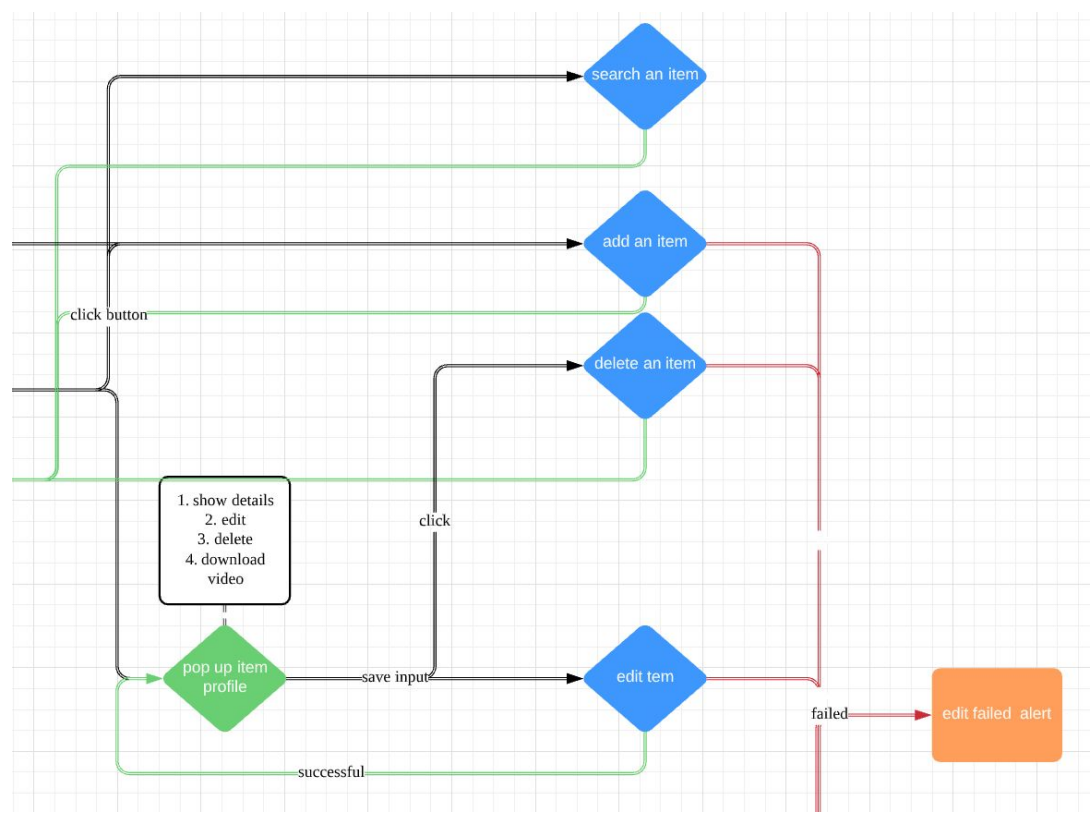 search an item
add an item
click button
delete an item
1. show details
2. edit
3. delete
4. download
video
click
pop up item
profile
save input
edit tem
failed
edit failed  alert
successful